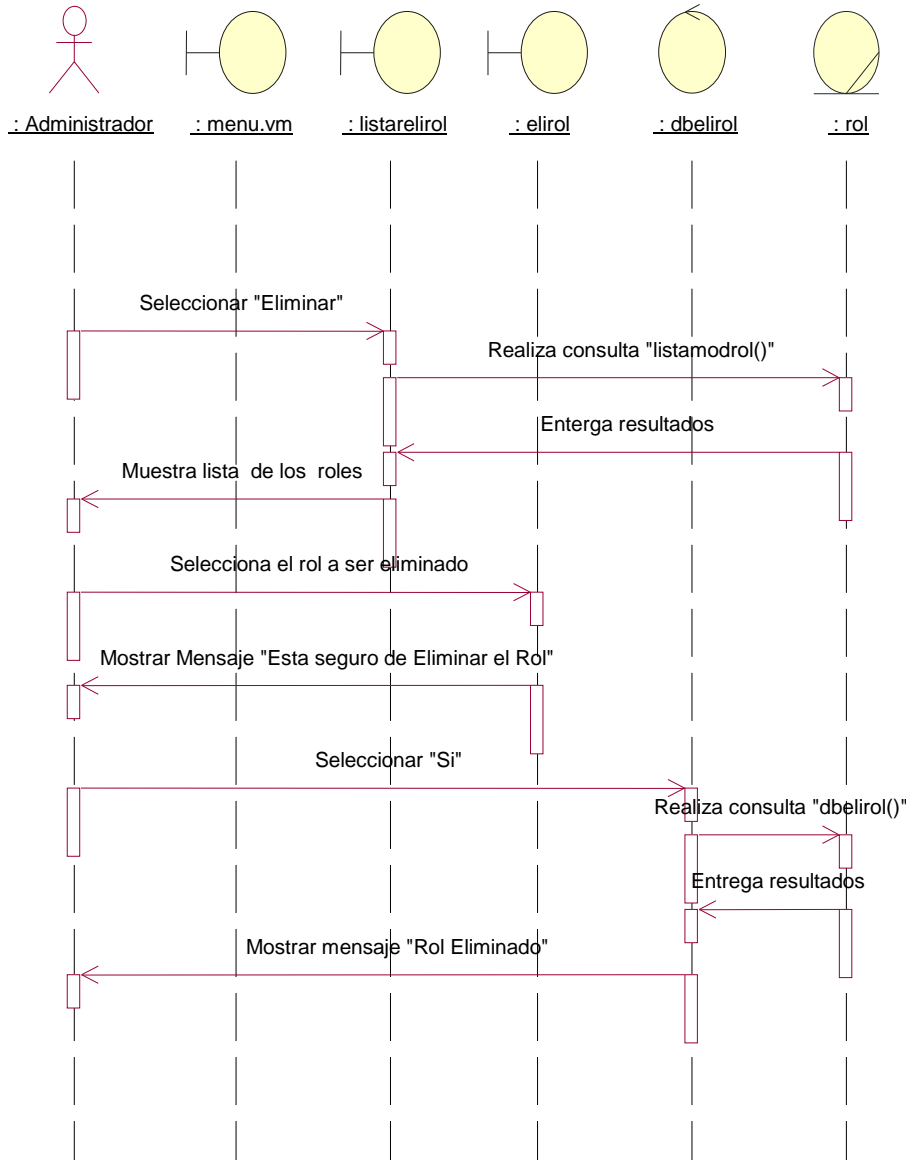 : Administrador : menu.vm : listarelirol : elirol : dbelirol : rol
Seleccionar "Eliminar"
Realiza consulta "listamodrol()"
Enterga resultados
Muestra lista de los roles
Selecciona el rol a ser eliminado
Mostrar Mensaje "Esta seguro de Eliminar el Rol"
Seleccionar "Si"
Realiza consulta "dbelirol()"
Entrega resultados
Mostrar mensaje "Rol Eliminado"